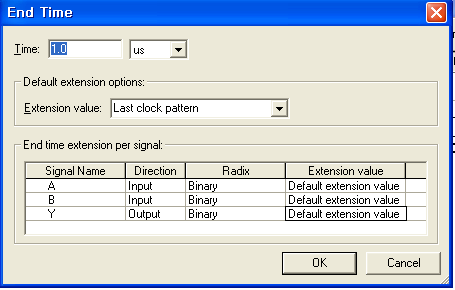 End Time
Time: 1.0 us
Default extension options:
Extension value: Last clock pattern
End time extension per signal:
Signal Name Direction Radix Extension value
A Input Binary Default extension value
B Input Binary Default extension value
Y Output Binary Default extension value
OK Cancel